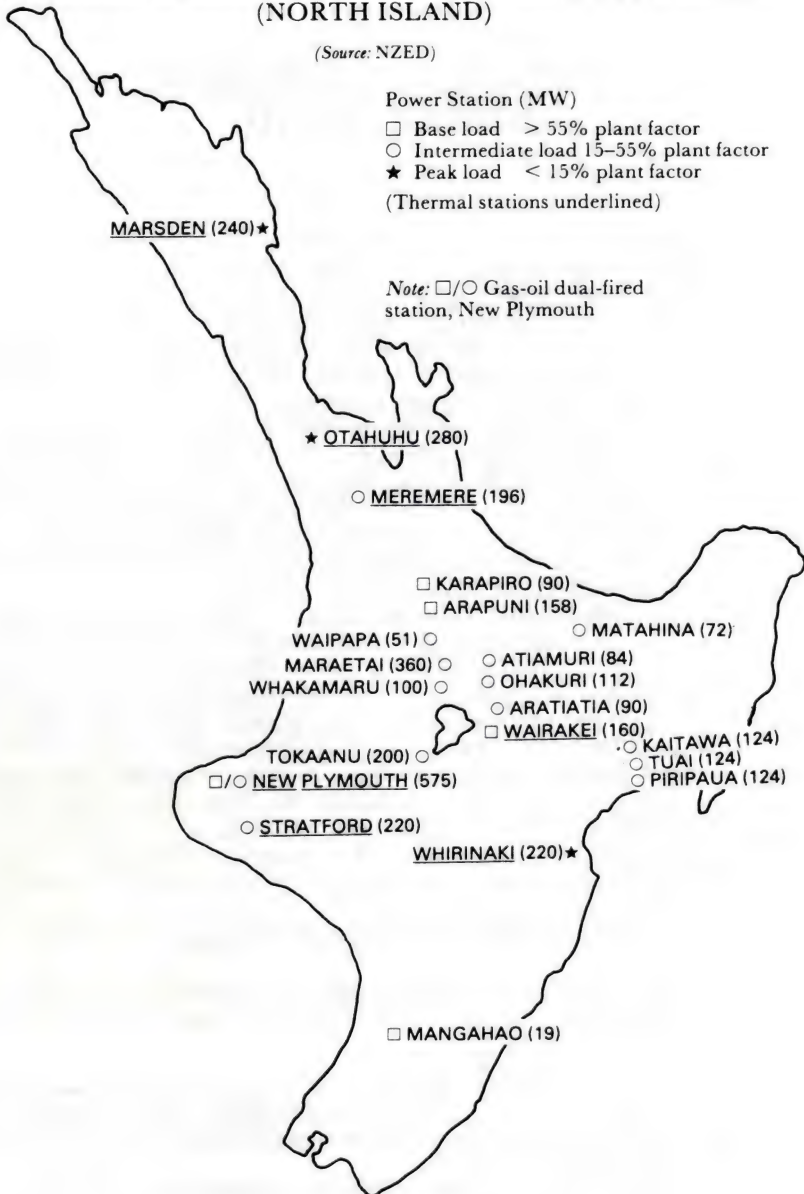 (NORTH ISLAND)
(Source: NZED)
Power Station (MW)
□ Base load > 55% plant factor
○ Intermediate load 15–55% plant factor
★ Peak load < 15% plant factor
(Thermal stations underlined)
MARSDEN (240)★
Note: □/○ Gas-oil dual-fired
station, New Plymouth
★ OTAHUHU (280)
○ MEREMERE (196)
□ KARAPIRO (90)
□ ARAPUNI (158)
○ MATAHINA (72)
WAIPAPA (51) ○
MARAETAI (360) ○
○ ATIAMURI (84)
WHAKAMARU (100) ○
○ OHAKURI (112)
○ ARATIATIA (90)
□ WAIRAKEI (160)
○ KAITAWA (124)
TOKAANU (200) ○
○ TUAI (124)
□/○ NEW PLYMOUTH (575)
○ PIRIPAUA (124)
○ STRATFORD (220)
WHIRINAKI (220)★
□ MANGAHAO (19)